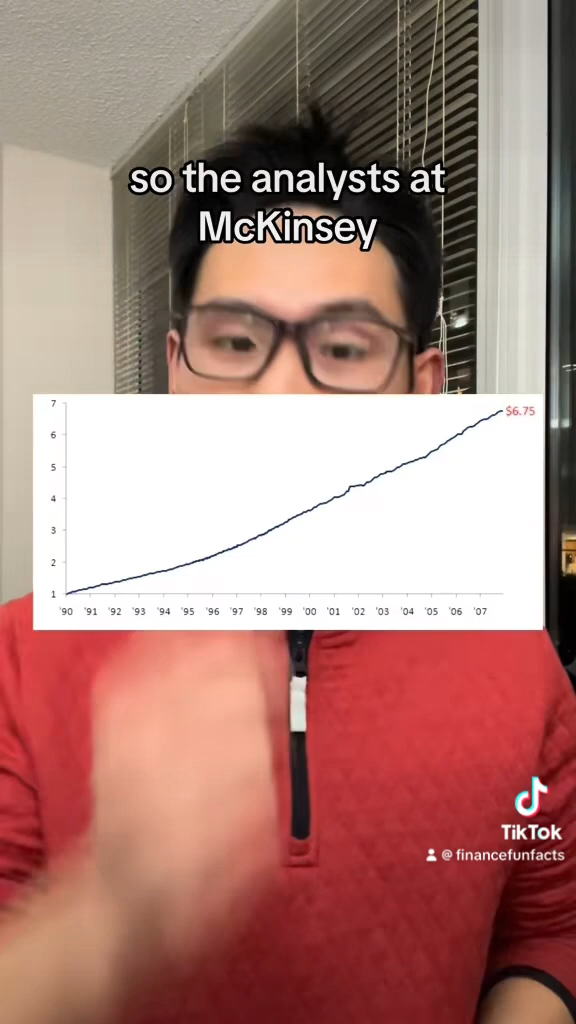 so the analysts at
McKinsey
7
$6.75
6
5
4
3
2
1
'90 '91 '92 '93 '94 '95 '96 '97 '98 '99 '00 '01 '02 '03 '04 '05 '06 '07
TikTok
@ financefunfacts